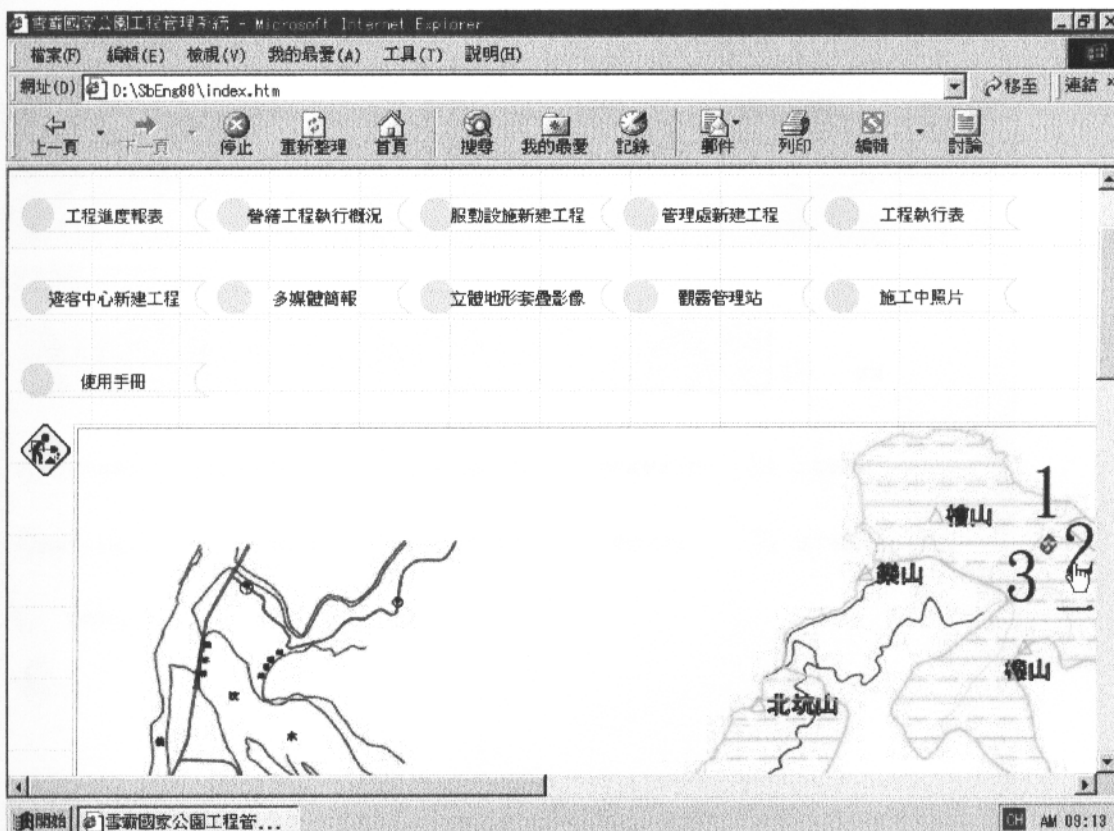 雪霸國家公園工程管理系統 - Microsoft Internet Explorer
檔案(F) 編輯(E) 檢視(V) 我的最愛(A) 工具(T) 說明(H)
網址(D) D:\SbEng88\index.htm 移至 連結 »
上一頁 下一頁 停止 重新整理 首頁 搜尋 我的最愛 記錄 郵件 列印 編輯 討論
工程進度報表 營繕工程執行概況 服勤設施新建工程 管理處新建工程 工程執行表
遊客中心新建工程 多媒體簡報 立體地形套疊影像 觀霧管理站 施工中照片
使用手冊
1
檜山
2
3
樂山
榛山
北坑山
坑
水
開始 雪霸國家公園工程管... CH AM 09:13